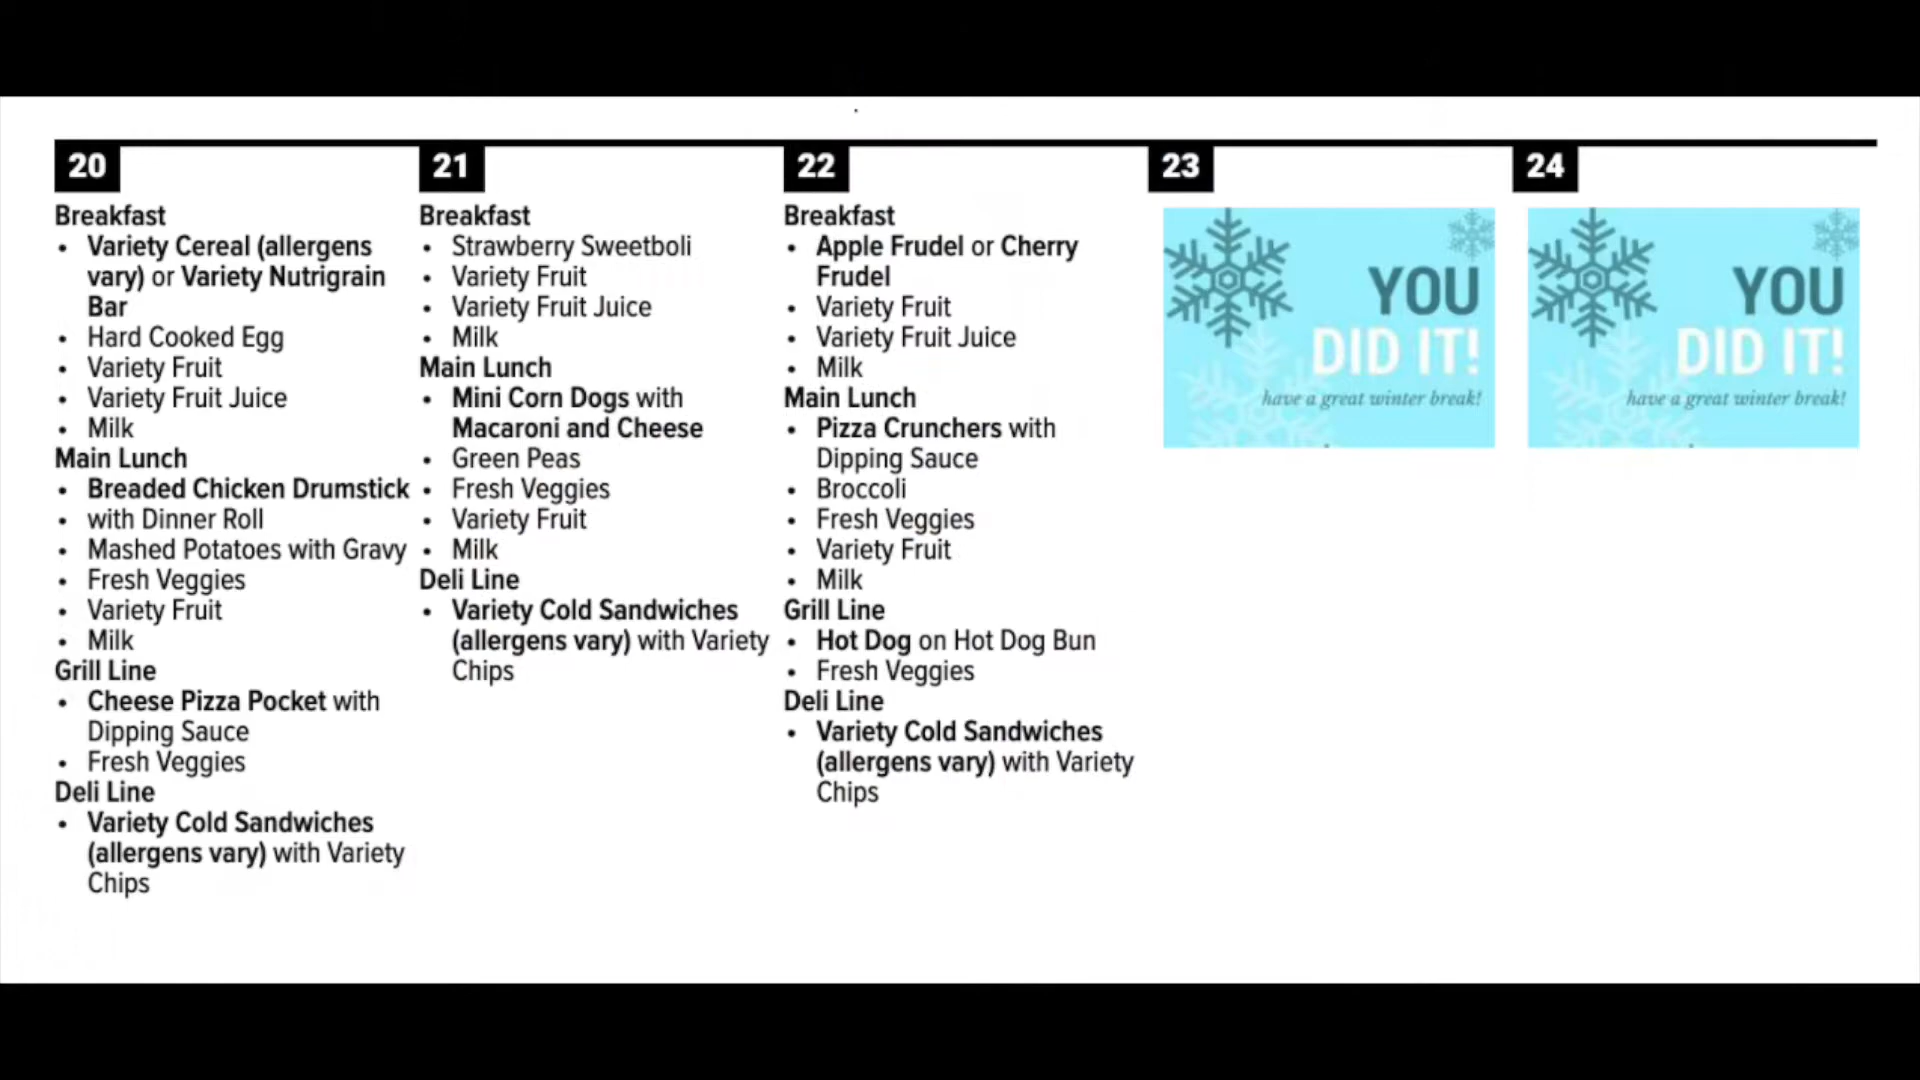 20
Breakfast
• Variety Cereal (allergens
vary) or Variety Nutrigrain
Bar
• Hard Cooked Egg
• Variety Fruit
• Variety Fruit Juice
• Milk
Main Lunch
• Breaded Chicken Drumstick
• with Dinner Roll
• Mashed Potatoes with Gravy
• Fresh Veggies
• Variety Fruit
• Milk
Grill Line
• Cheese Pizza Pocket with
Dipping Sauce
• Fresh Veggies
Deli Line
• Variety Cold Sandwiches
(allergens vary) with Variety
Chips
21
Breakfast
• Strawberry Sweetboli
• Variety Fruit
• Variety Fruit Juice
• Milk
Main Lunch
• Mini Corn Dogs with
Macaroni and Cheese
• Green Peas
• Fresh Veggies
• Variety Fruit
• Milk
Deli Line
• Variety Cold Sandwiches
(allergens vary) with Variety
Chips
22
Breakfast
• Apple Frudel or Cherry
Frudel
• Variety Fruit
• Variety Fruit Juice
• Milk
Main Lunch
• Pizza Crunchers with
Dipping Sauce
• Broccoli
• Fresh Veggies
• Variety Fruit
• Milk
Grill Line
• Hot Dog on Hot Dog Bun
• Fresh Veggies
Deli Line
• Variety Cold Sandwiches
(allergens vary) with Variety
Chips
23
YOU
DID IT!
have a great winter break!
24
YOU
DID IT!
have a great winter break!